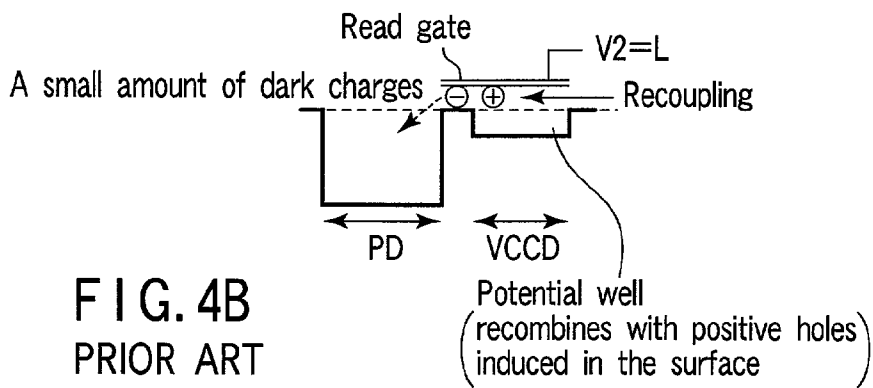 Read gate
V2=L
A small amount of dark charges
⊖ ⊕
Recoupling
PD
VCCD
FIG. 4B
PRIOR ART
(Potential well
recombines with positive holes
induced in the surface)